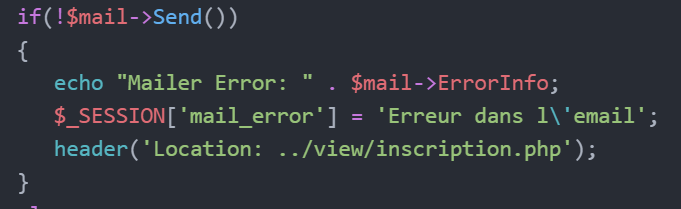 if(!$mail->Send())
{
echo "Mailer Error: " . $mail->ErrorInfo;
$_SESSION['mail_error'] = 'Erreur dans l\'email';
header('Location: ../view/inscription.php');
}